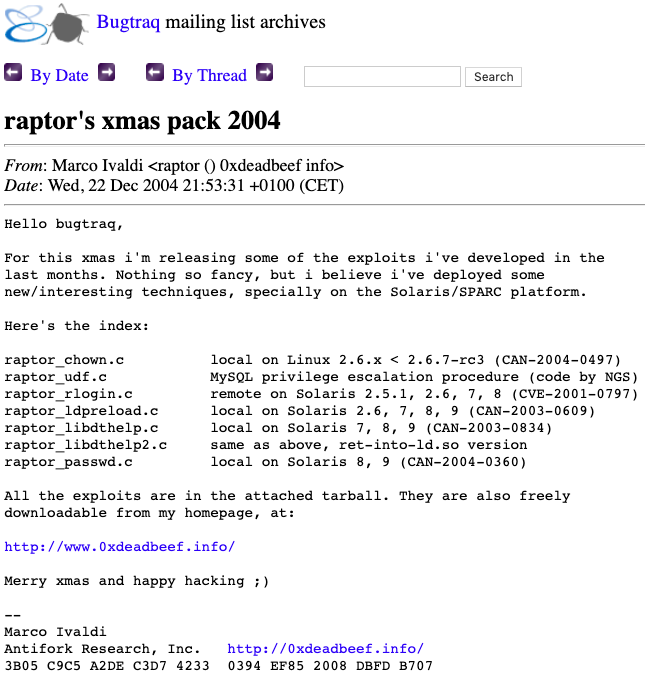 Bugtraq mailing list archives
By Date By Thread Search
raptor's xmas pack 2004
From: Marco Ivaldi <raptor () 0xdeadbeef info>
Date: Wed, 22 Dec 2004 21:53:31 +0100 (CET)
Hello bugtraq,
For this xmas i'm releasing some of the exploits i've developed in the
last months. Nothing so fancy, but i believe i've deployed some
new/interesting techniques, specially on the Solaris/SPARC platform.
Here's the index:
raptor_chown.c local on Linux 2.6.x < 2.6.7-rc3 (CAN-2004-0497)
raptor_udf.c MySQL privilege escalation procedure (code by NGS)
raptor_rlogin.c remote on Solaris 2.5.1, 2.6, 7, 8 (CVE-2001-0797)
raptor_ldpreload.c local on Solaris 2.6, 7, 8, 9 (CAN-2003-0609)
raptor_libdthelp.c local on Solaris 7, 8, 9 (CAN-2003-0834)
raptor_libdthelp2.c same as above, ret-into-ld.so version
raptor_passwd.c local on Solaris 8, 9 (CAN-2004-0360)
All the exploits are in the attached tarball. They are also freely
downloadable from my homepage, at:
http://www.0xdeadbeef.info/
Merry xmas and happy hacking ;)
--
Marco Ivaldi
Antifork Research, Inc. http://0xdeadbeef.info/
3B05 C9C5 A2DE C3D7 4233 0394 EF85 2008 DBFD B707